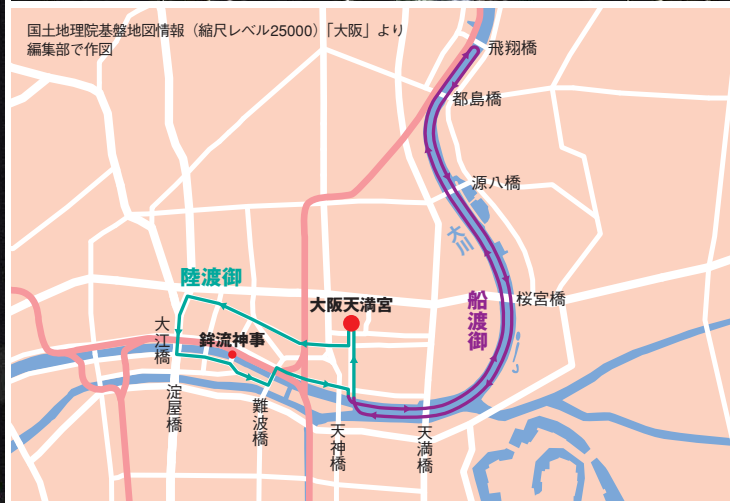 国土地理院基盤地図情報（縮尺レベル25000）「大阪」より
編集部で作図
飛翔橋
都島橋
源八橋
大川
陸渡御
大阪天満宮
船渡御
桜宮橋
大江橋
鉾流神事
淀屋橋
難波橋
天神橋
天満橋